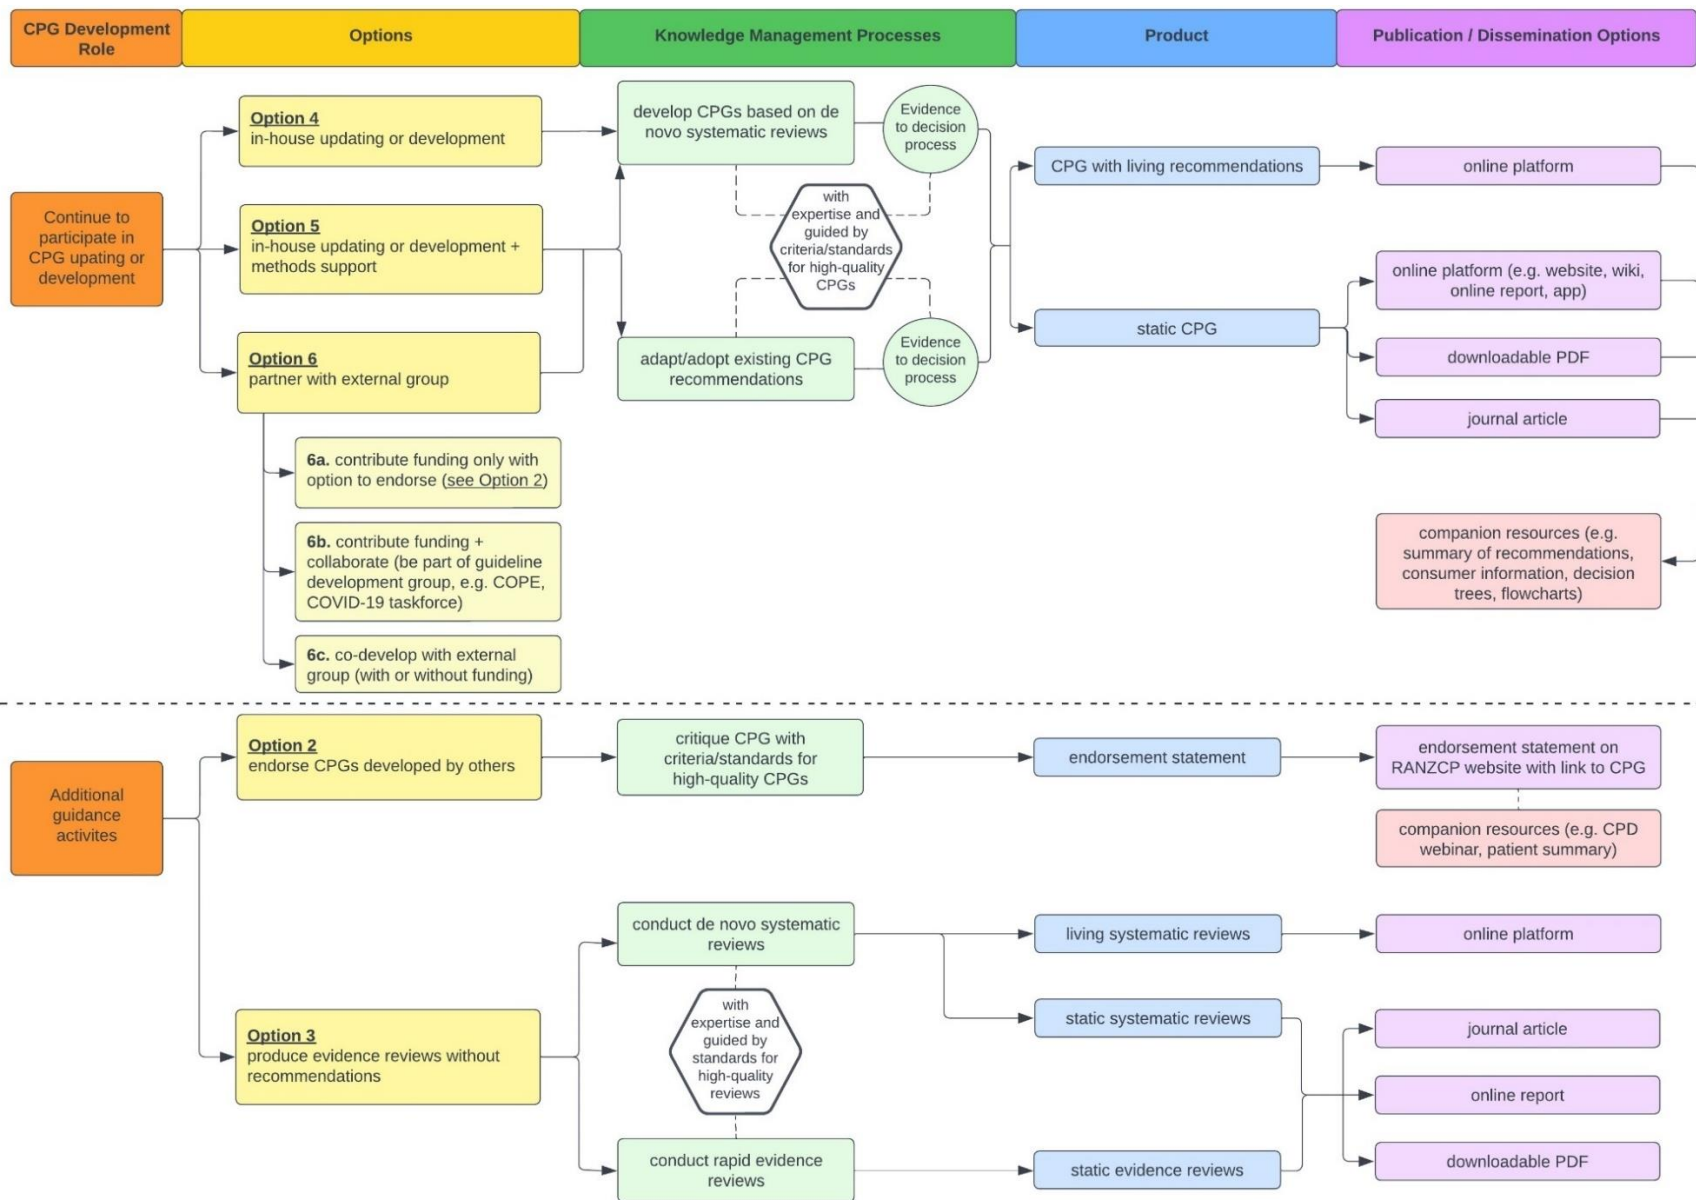 CPG Development
Role
Options
Knowledge Management Processes
Product
Publication / Dissemination Options
Continue to
participate in
CPG upating or
development
Option 4
in-house updating or development
Option 5
in-house updating or development +
methods support
Option 6
partner with external group
6a. contribute funding only with
option to endorse (see Option 2)
6b. contribute funding +
collaborate (be part of guideline
development group, e.g. COPE,
COVID-19 taskforce)
6c. co-develop with external
group (with or without funding)
develop CPGs based on de
novo systematic reviews
Evidence
to decision
process
with
expertise and
guided by
criteria/standards
for high-quality
CPGs
adapt/adopt existing CPG
recommendations
Evidence
to decision
process
CPG with living recommendations
static CPG
online platform
online platform (e.g. website, wiki,
online report, app)
downloadable PDF
journal article
companion resources (e.g.
summary of recommendations,
consumer information, decision
trees, flowcharts)
Additional
guidance
activites
Option 2
endorse CPGs developed by others
critique CPG with
criteria/standards for
high-quality CPGs
endorsement statement
endorsement statement on
RANZCP website with link to CPG
companion resources (e.g. CPD
webinar, patient summary)
Option 3
produce evidence reviews without
recommendations
conduct de novo systematic
reviews
with
expertise and
guided by
standards for
high-quality
reviews
conduct rapid evidence
reviews
living systematic reviews
static systematic reviews
static evidence reviews
online platform
journal article
online report
downloadable PDF